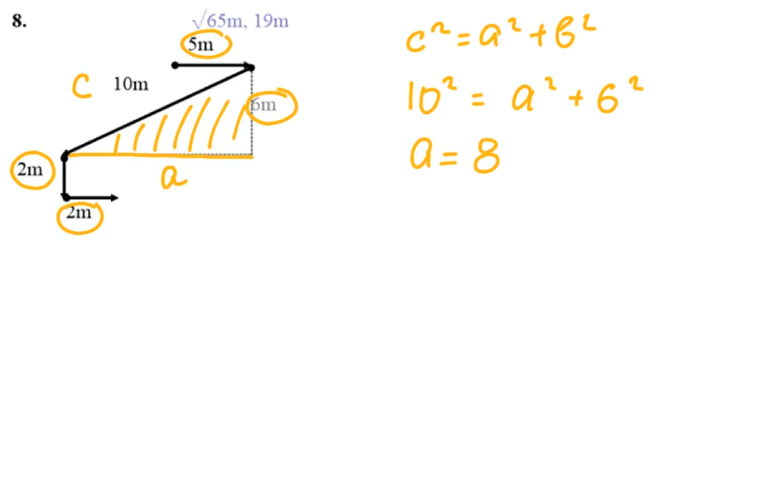 8.
√65m, 19m
5m
C
10m
6m
2m
a
2m
c² = a² + b²
10² = a² + 6²
a = 8